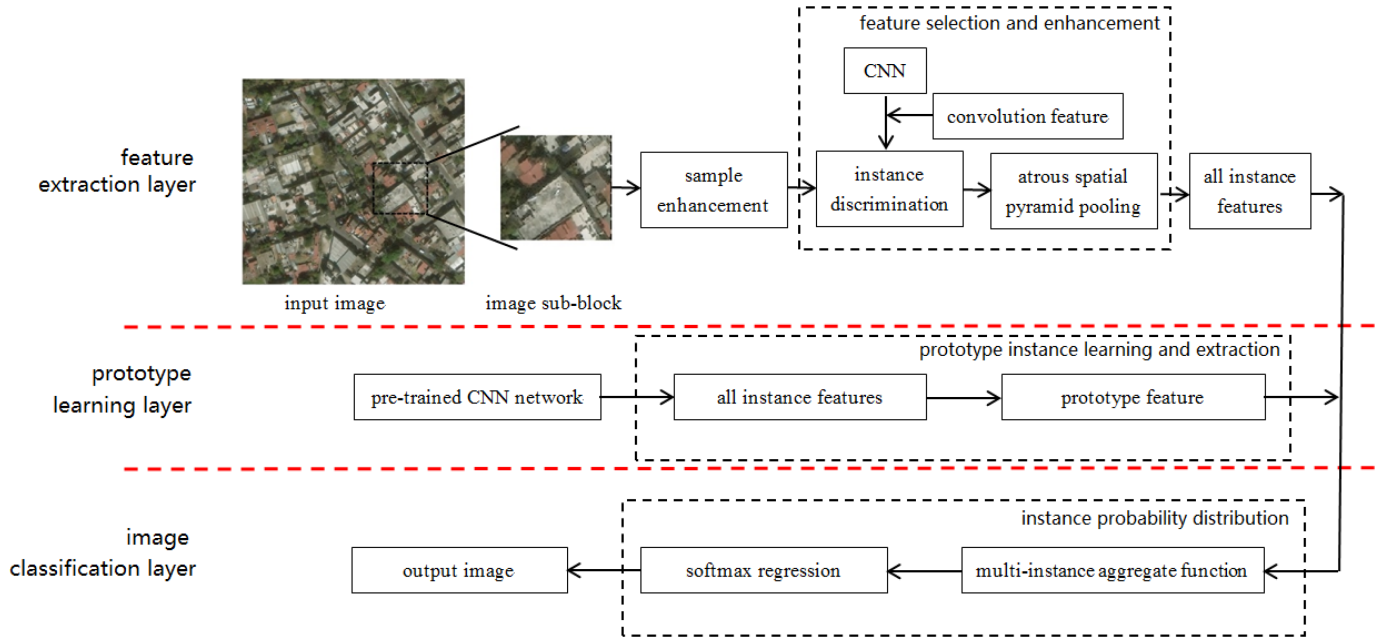 feature selection and enhancement
CNN
convolution feature
feature
extraction layer
sample
enhancement
instance
discrimination
atrous spatial
pyramid pooling
all instance
features
input image
image sub-block
prototype instance learning and extraction
prototype
learning layer
pre-trained CNN network
all instance features
prototype feature
instance probability distribution
image
classification layer
output image
softmax regression
multi-instance aggregate function